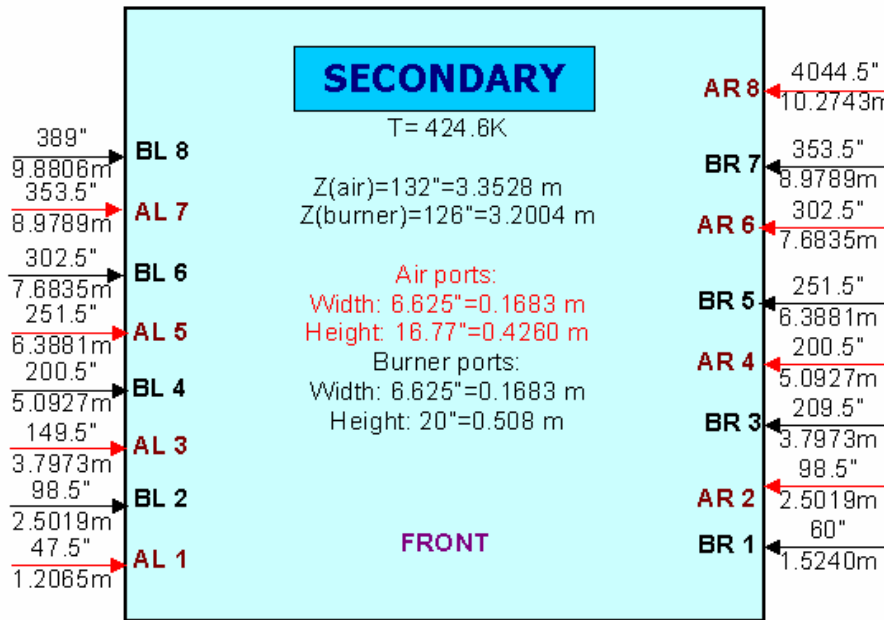 SECONDARY
T= 424.6K
Z(air)=132"=3.3528 m
Z(burner)=126"=3.2004 m
Air ports:
Width: 6.625"=0.1683 m
Height: 16.77"=0.4260 m
Burner ports:
Width: 6.625"=0.1683 m
Height: 20"=0.508 m
FRONT
389"
9.8806m
BL 8
353.5"
8.9789m
AL 7
302.5"
7.6835m
BL 6
251.5"
6.3881m
AL 5
200.5"
5.0927m
BL 4
149.5"
3.7973m
AL 3
98.5"
2.5019m
BL 2
47.5"
1.2065m
AL 1
AR 8
4044.5"
10.2743m
BR 7
353.5"
8.9789m
AR 6
302.5"
7.6835m
BR 5
251.5"
6.3881m
AR 4
200.5"
5.0927m
BR 3
209.5"
3.7973m
AR 2
98.5"
2.5019m
BR 1
60"
1.5240m